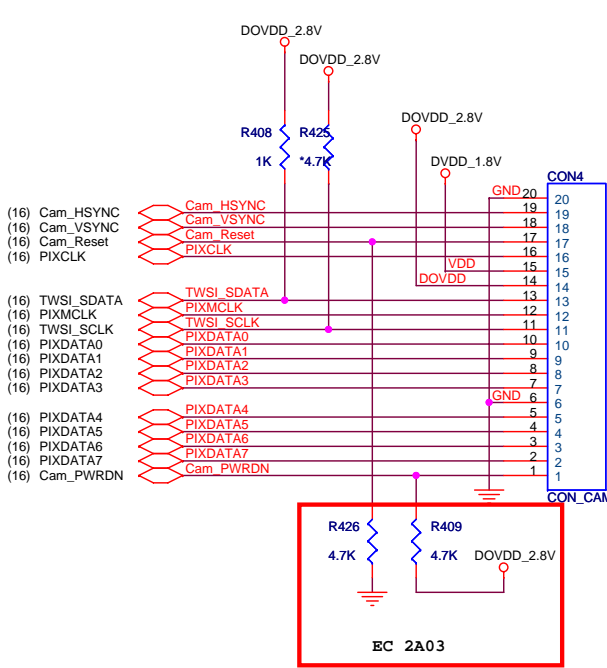 DOVDD_2.8V
DOVDD_2.8V
R408
R425
1K
*4.7K
DOVDD_2.8V
DVDD_1.8V
CON4
GND 20 20
(16) Cam_HSYNC Cam_HSYNC 19 19
(16) Cam_VSYNC Cam_VSYNC 18 18
(16) Cam_Reset Cam_Reset 17 17
(16) PIXCLK PIXCLK 16 16
VDD 15 15
DOVDD 14 14
(16) TWSI_SDATA TWSI_SDATA 13 13
(16) PIXMCLK PIXMCLK 12 12
(16) TWSI_SCLK TWSI_SCLK 11 11
(16) PIXDATA0 PIXDATA0 10 10
(16) PIXDATA1 PIXDATA1 9 9
(16) PIXDATA2 PIXDATA2 8 8
(16) PIXDATA3 PIXDATA3 7 7
GND 6 6
(16) PIXDATA4 PIXDATA4 5 5
(16) PIXDATA5 PIXDATA5 4 4
(16) PIXDATA6 PIXDATA6 3 3
(16) PIXDATA7 PIXDATA7 2 2
(16) Cam_PWRDN Cam_PWRDN 1 1
CON_CAM
R426
R409
4.7K
4.7K
DOVDD_2.8V
EC 2A03